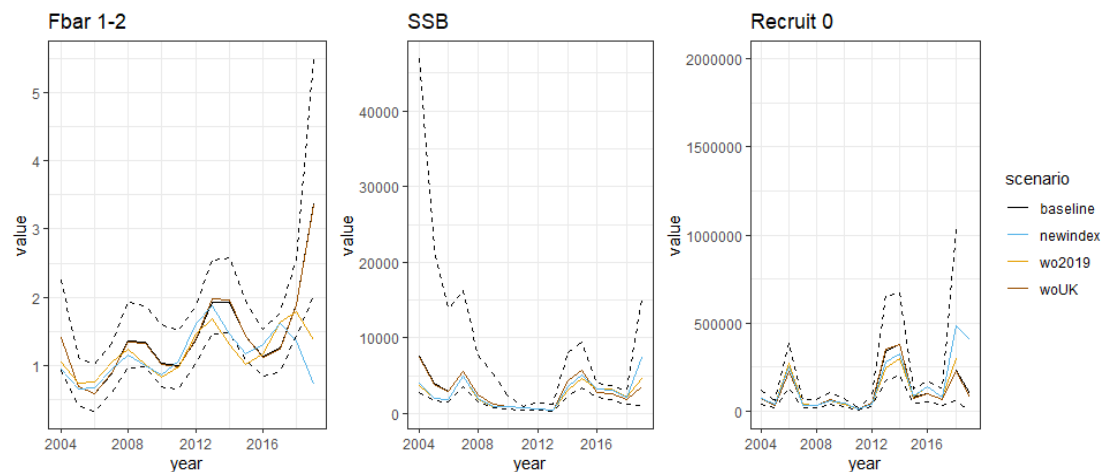 Fbar 1-2
SSB
Recruit 0
value
5
4
3
2
1
2004
2008
2012
2016
year
value
40000
30000
20000
10000
0
2004
2008
2012
2016
year
value
2000000
1500000
1000000
500000
0
2004
2008
2012
2016
year
scenario
baseline
newindex
wo2019
woUK